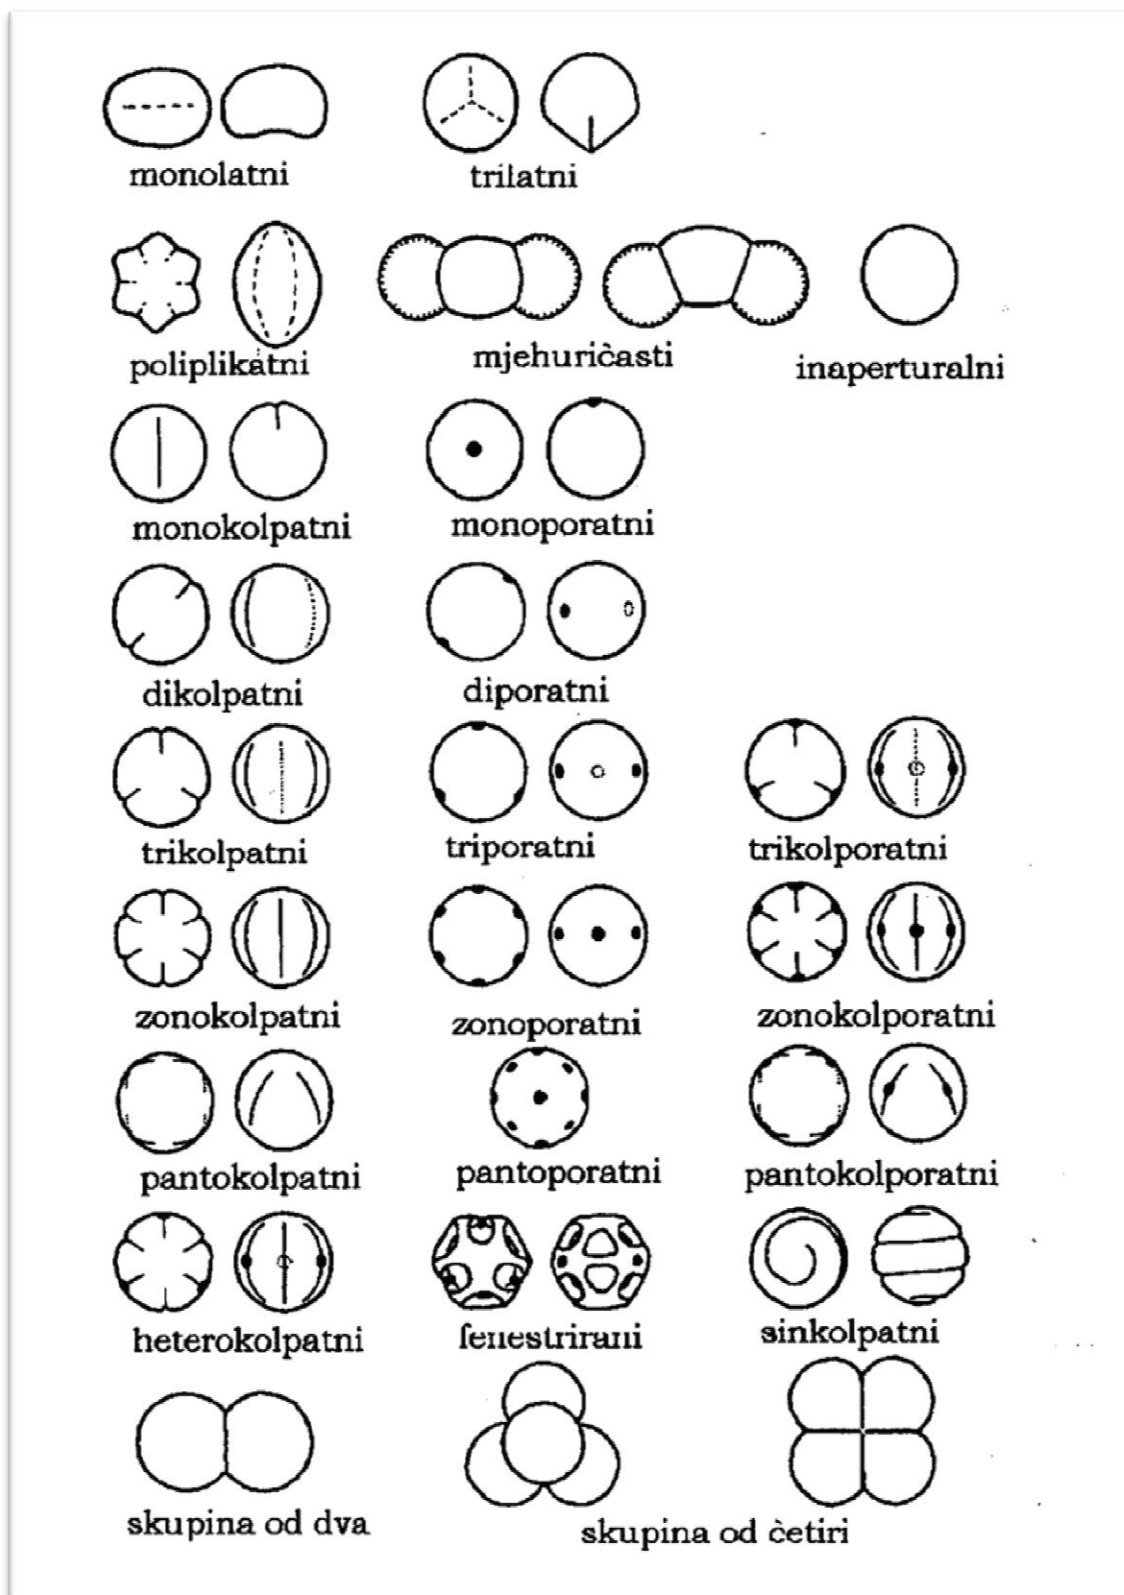 monolatni
trilatni
poliplikatni
mjehuričasti
inaperturalni
monokolpatni
monoporatni
dikolpatni
diporatni
trikolpatni
triporatni
trikolporatni
zonokolpatni
zonoporatni
zonokolporatni
pantokolpatni
pantoporatni
pantokolporatni
heterokolpatni
fenestrirani
sinkolpatni
skupina od dva
skupina od četiri